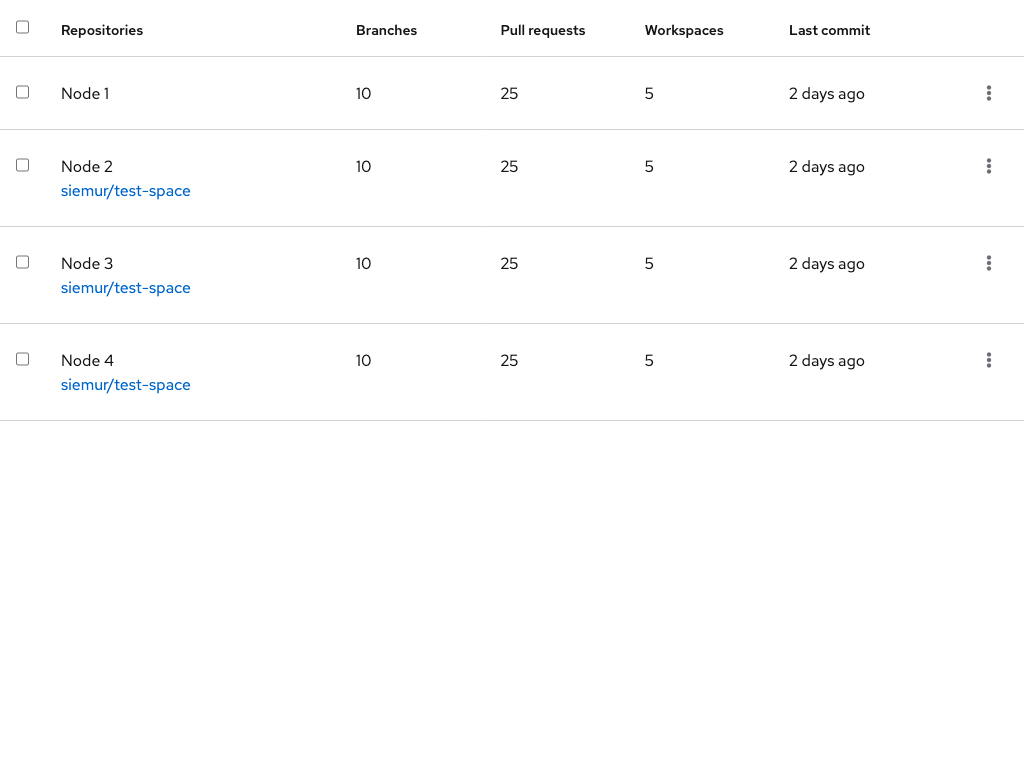 Repositories Branches Pull requests Workspaces Last commit
Node 1 10 25 5 2 days ago
Node 2 10 25 5 2 days ago
siemur/test-space
Node 3 10 25 5 2 days ago
siemur/test-space
Node 4 10 25 5 2 days ago
siemur/test-space